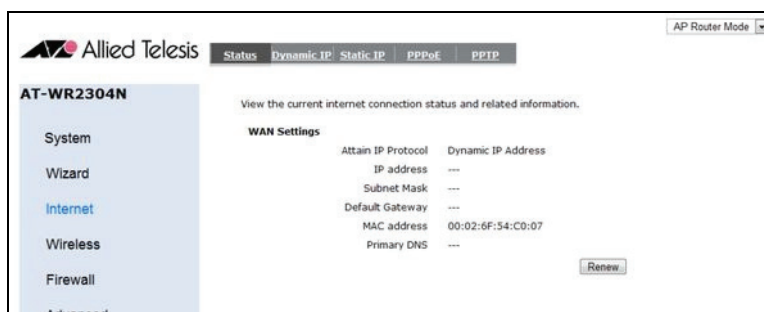 AP Router Mode
Allied Telesis
Status Dynamic IP Static IP PPPoE PPTP
AT-WR2304N
View the current internet connection status and related information.
System
WAN Settings
Attain IP Protocol Dynamic IP Address
Wizard
IP address ---
Subnet Mask ---
Internet
Default Gateway ---
MAC address 00:02:6F:54:C0:07
Wireless
Primary DNS ---
Renew
Firewall